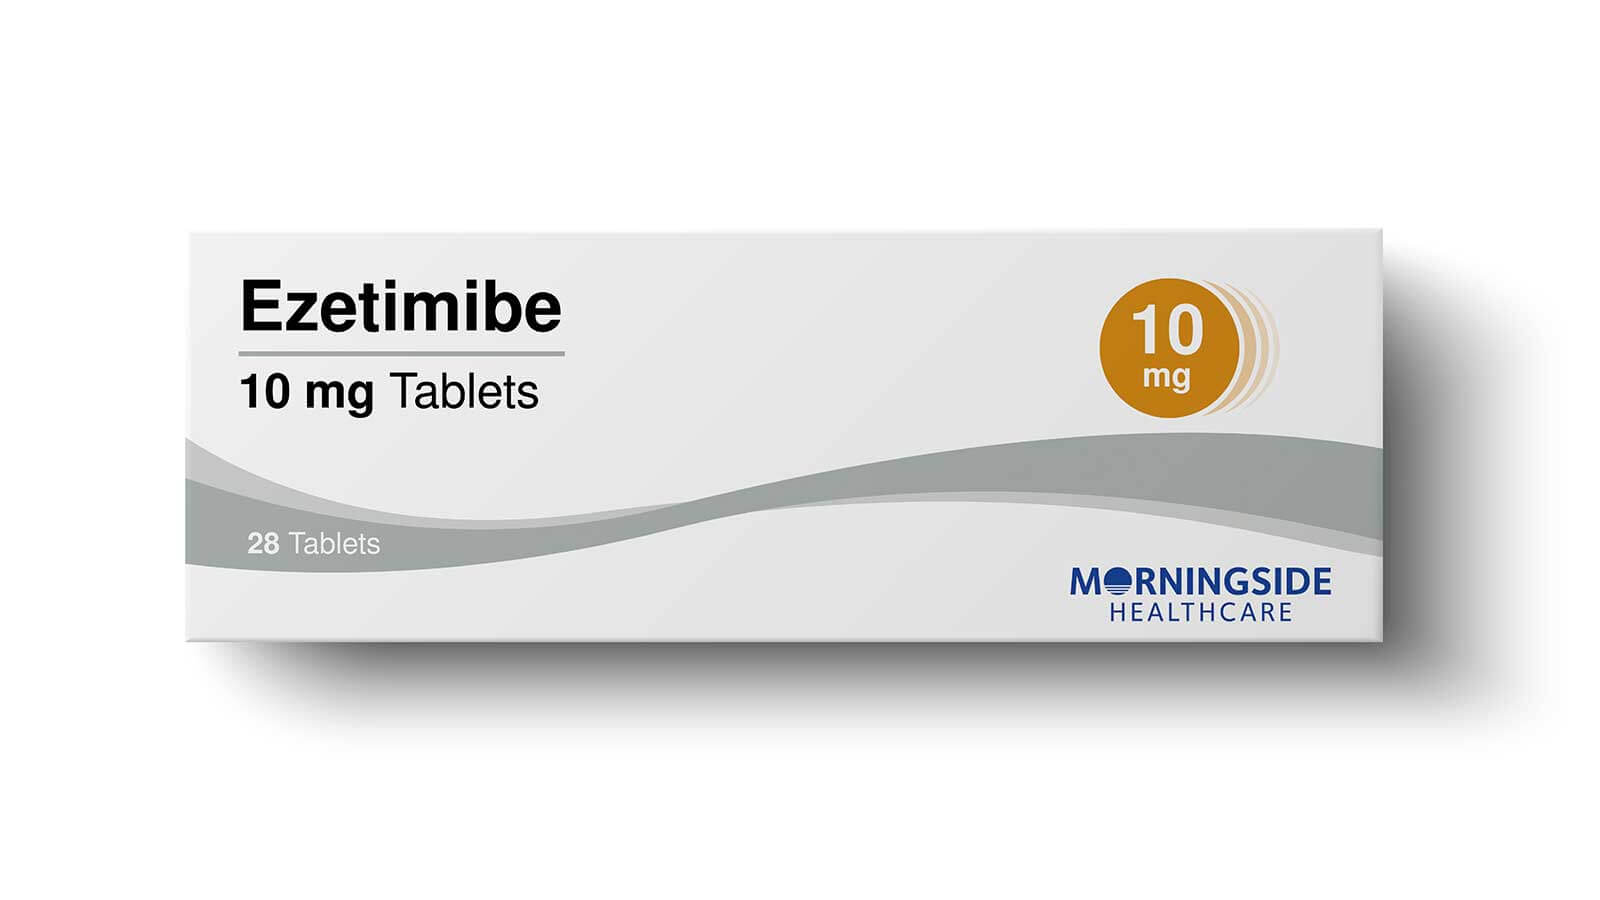 Ezetimibe
10 mg Tablets
10
mg
28 Tablets
MORNINGSIDE
HEALTHCARE